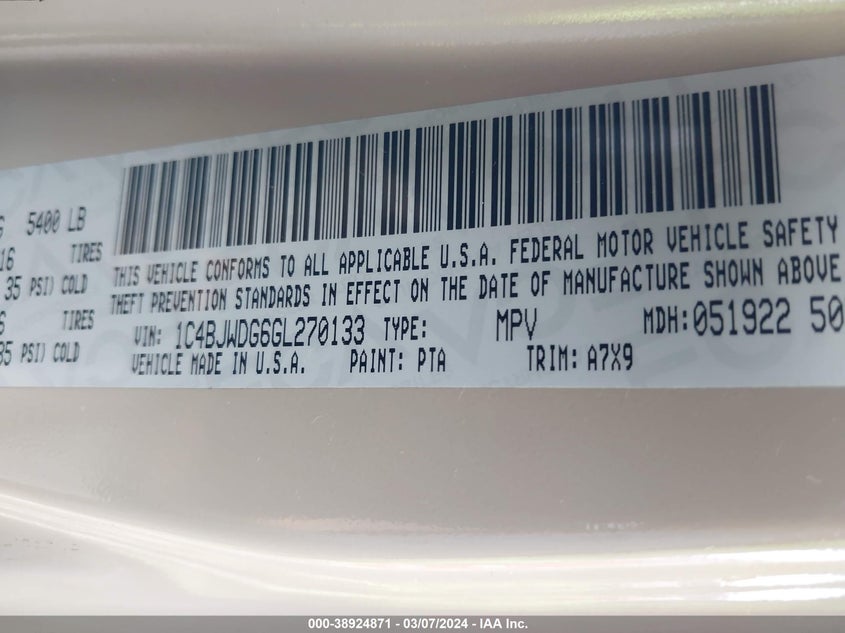 G 5400 LB
16 TIRES
35 PSI) COLD
TIRES
35 PSI) COLD
THIS VEHICLE CONFORMS TO ALL APPLICABLE U.S.A. FEDERAL MOTOR VEHICLE SAFETY
THEFT PREVENTION STANDARDS IN EFFECT ON THE DATE OF MANUFACTURE SHOWN ABOVE
VIN: 1C4BJWDG6GL270133 TYPE: MPV MDH:051922 50
VEHICLE MADE IN U.S.A. PAINT: PTA TRIM: A7X9
000-38924871 - 03/07/2024 - IAA Inc.